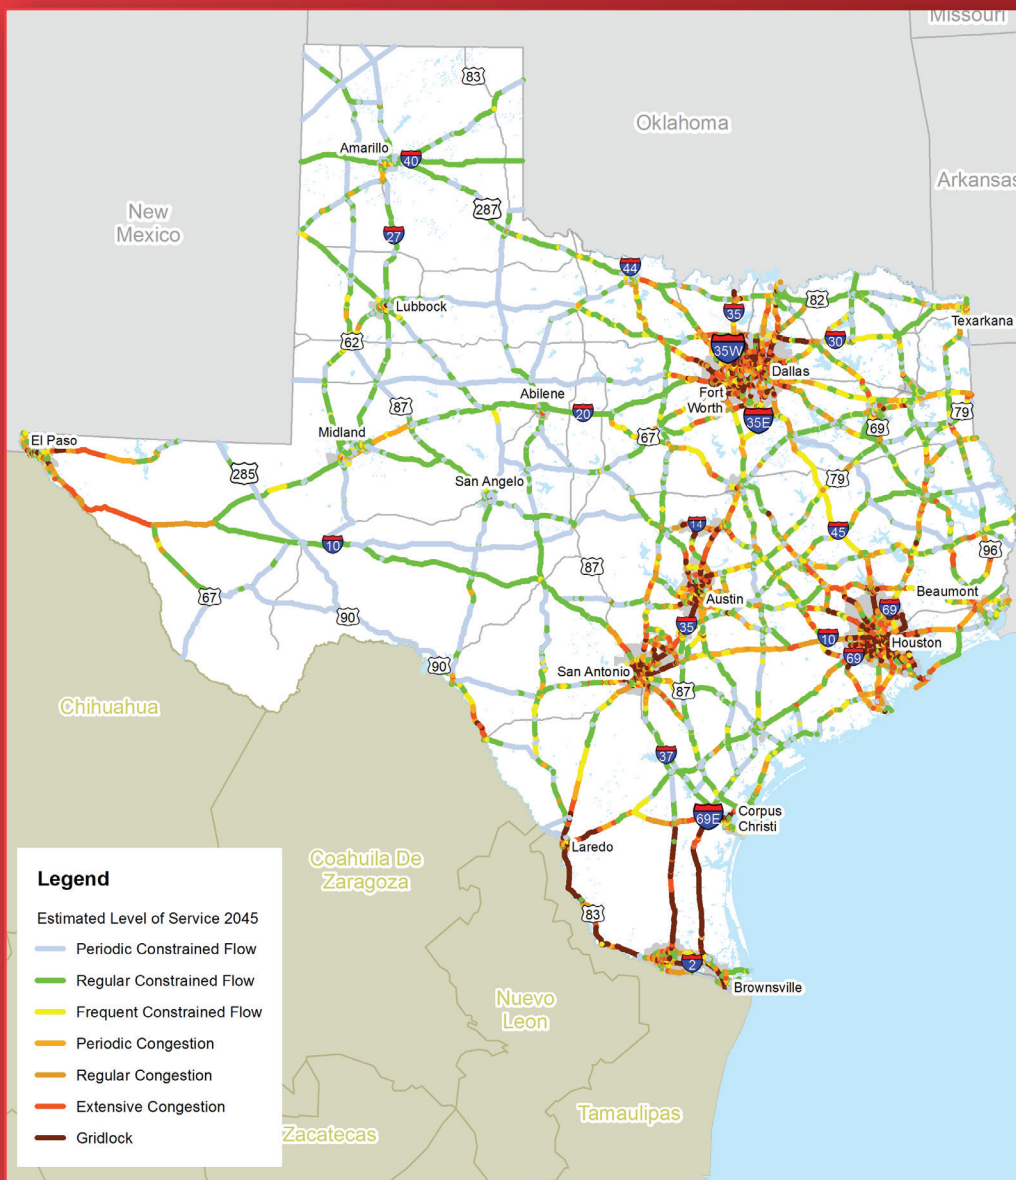 Missouri
Oklahoma
Arkansas
New
Mexico
83
Amarillo
40
287
27
44
Lubbock
82
35
Texarkana
62
35W
30
Dallas
Fort
Worth
Abilene
87
20
35E
79
69
El Paso
Midland
67
285
San Angelo
79
14
45
10
96
87
Austin
Beaumont
67
90
69
35
10
Houston
69
90
San Antonio
87
Chihuahua
37
69E
Corpus
Christi
Laredo
Coahuila De
Zaragoza
83
2
Brownsville
Nuevo
Leon
Tamaulipas
Zacatecas
Legend
Estimated Level of Service 2045
Periodic Constrained Flow
Regular Constrained Flow
Frequent Constrained Flow
Periodic Congestion
Regular Congestion
Extensive Congestion
Gridlock